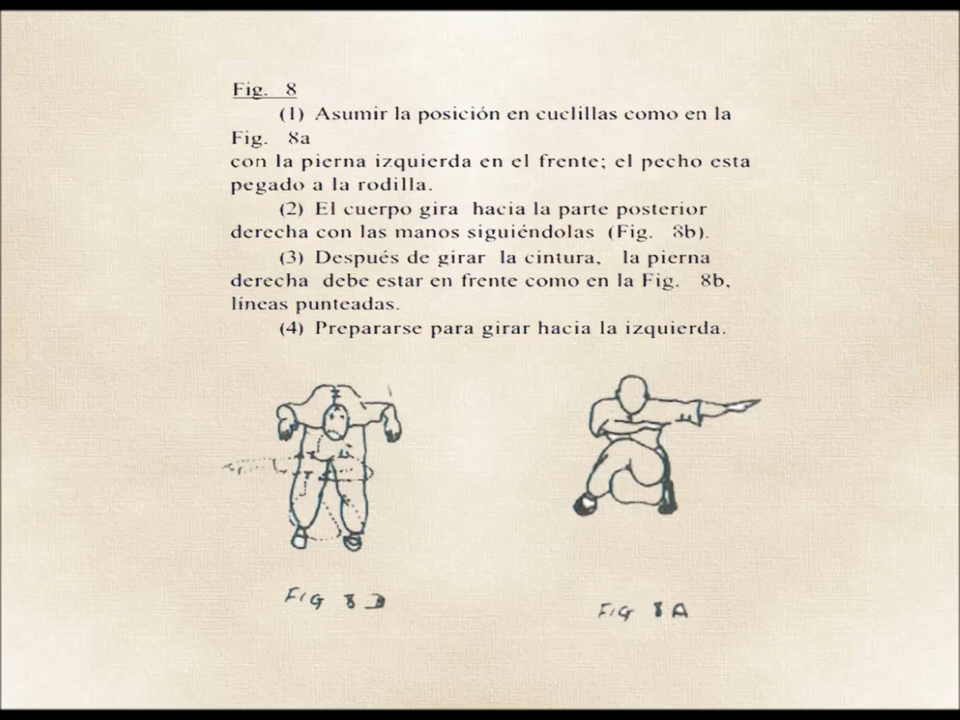 Fig. 8
(1) Asumir la posición en cuclillas como en la
Fig. 8a
con la pierna izquierda en el frente; el pecho esta
pegado a la rodilla.
(2) El cuerpo gira hacia la parte posterior
derecha con las manos siguiéndolas (Fig. 8b).
(3) Después de girar la cintura, la pierna
derecha debe estar en frente como en la Fig. 8b,
líneas punteadas.
(4) Prepararse para girar hacia la izquierda.
FIG 8B
FIG 8A